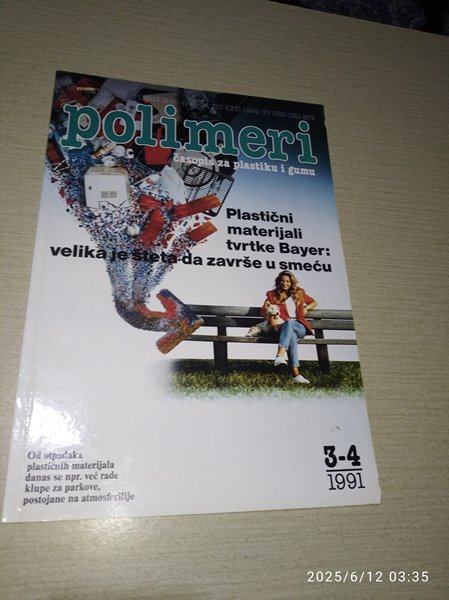 polimeri
časopis za plastiku i gumu
Plastični
materijali
tvrtke Bayer:
velika je šteta da završe u smeću
Od otpadaka
plastičnih materijala
danas se npr. već rade
klupe za parkove,
postojane na atmosferilije
3-4
1991
2025/6/12 03:35